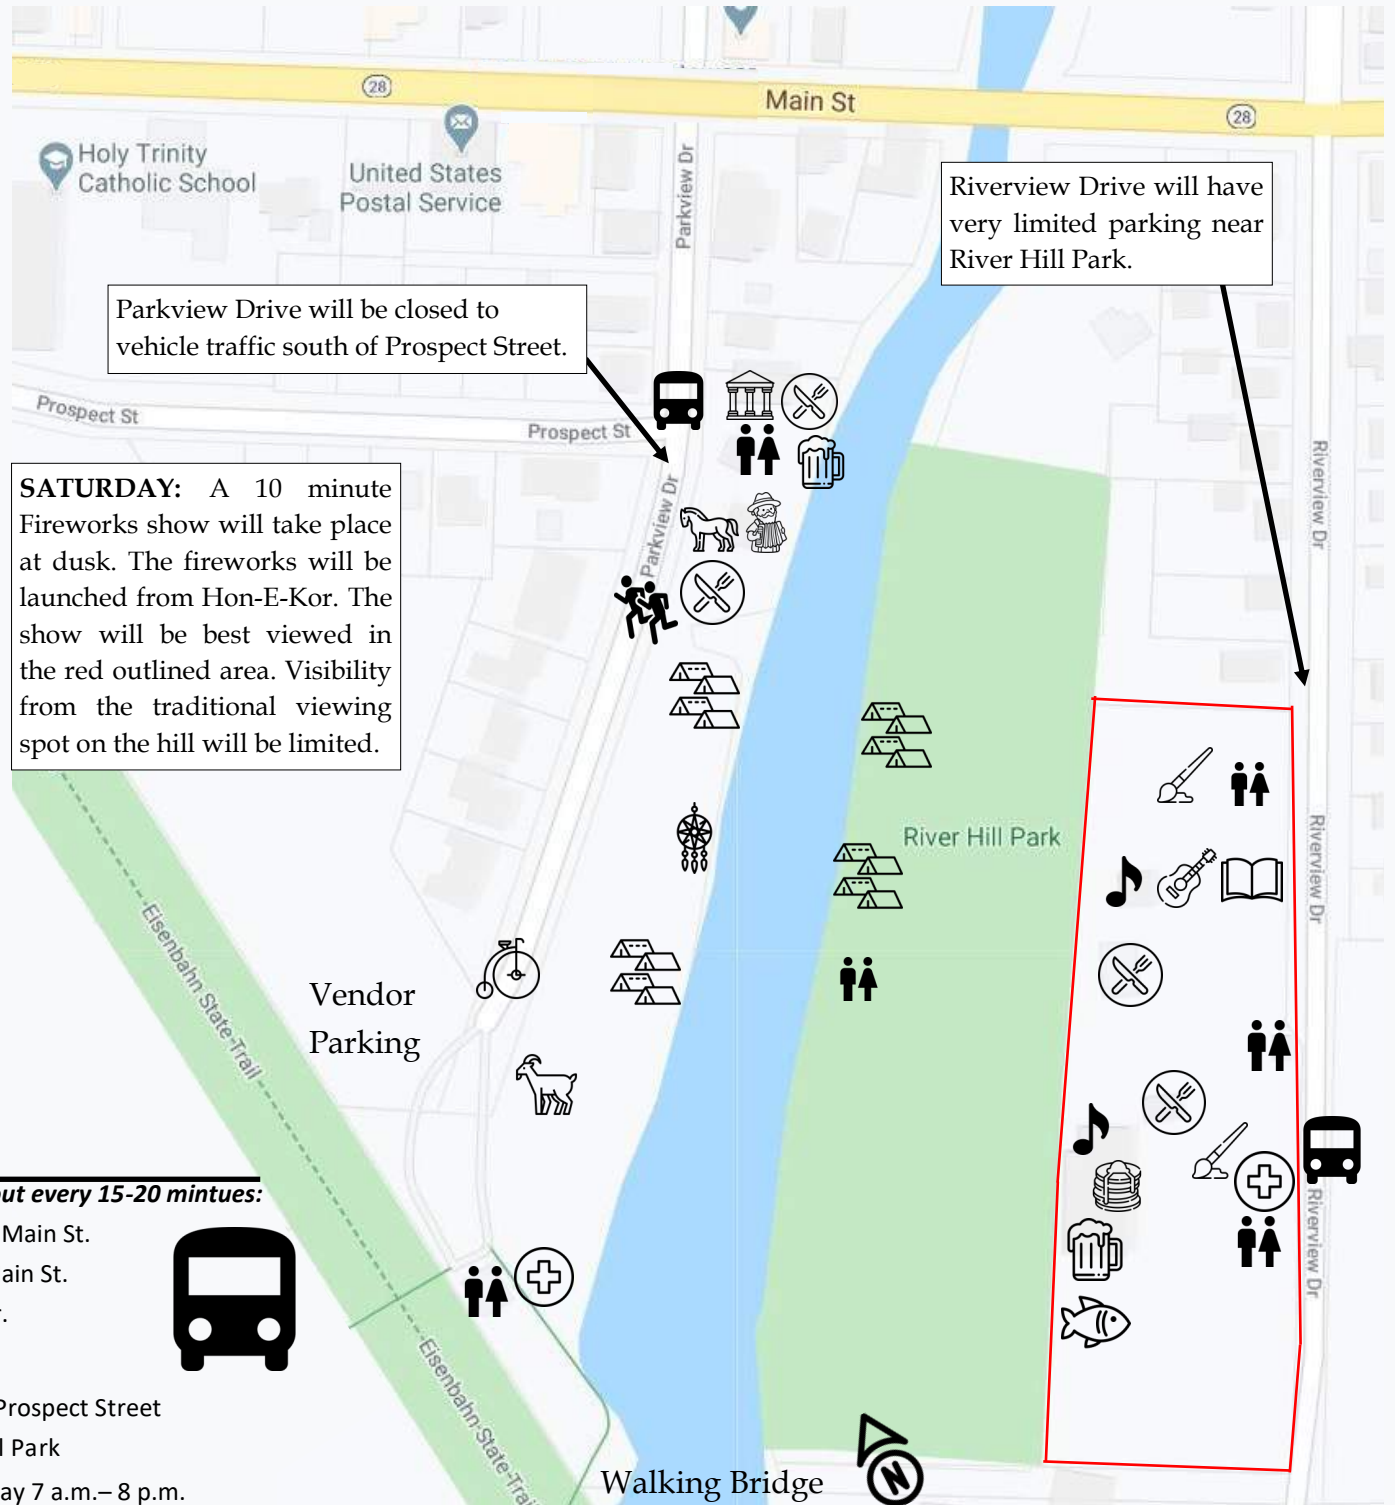 28
Main St
28
Holy Trinity
Catholic School
United States
Postal Service
Parkview Dr
Riverview Drive will have
very limited parking near
River Hill Park.
Parkview Drive will be closed to
vehicle traffic south of Prospect Street.
Prospect St
Prospect St
Parkview Dr
Riverview Dr
SATURDAY: A 10 minute
Fireworks show will take place
at dusk. The fireworks will be
launched from Hon-E-Kor. The
show will be best viewed in
the red outlined area. Visibility
from the traditional viewing
spot on the hill will be limited.
River Hill Park
Riverview Dr
Eisenbahn State Trail
Vendor
Parking
every 15-20 mintues:
Main St.
St.
Riverview Dr
Prospect Street
Park
7 a.m.– 8 p.m.
Eisenbahn State
Walking Bridge
N